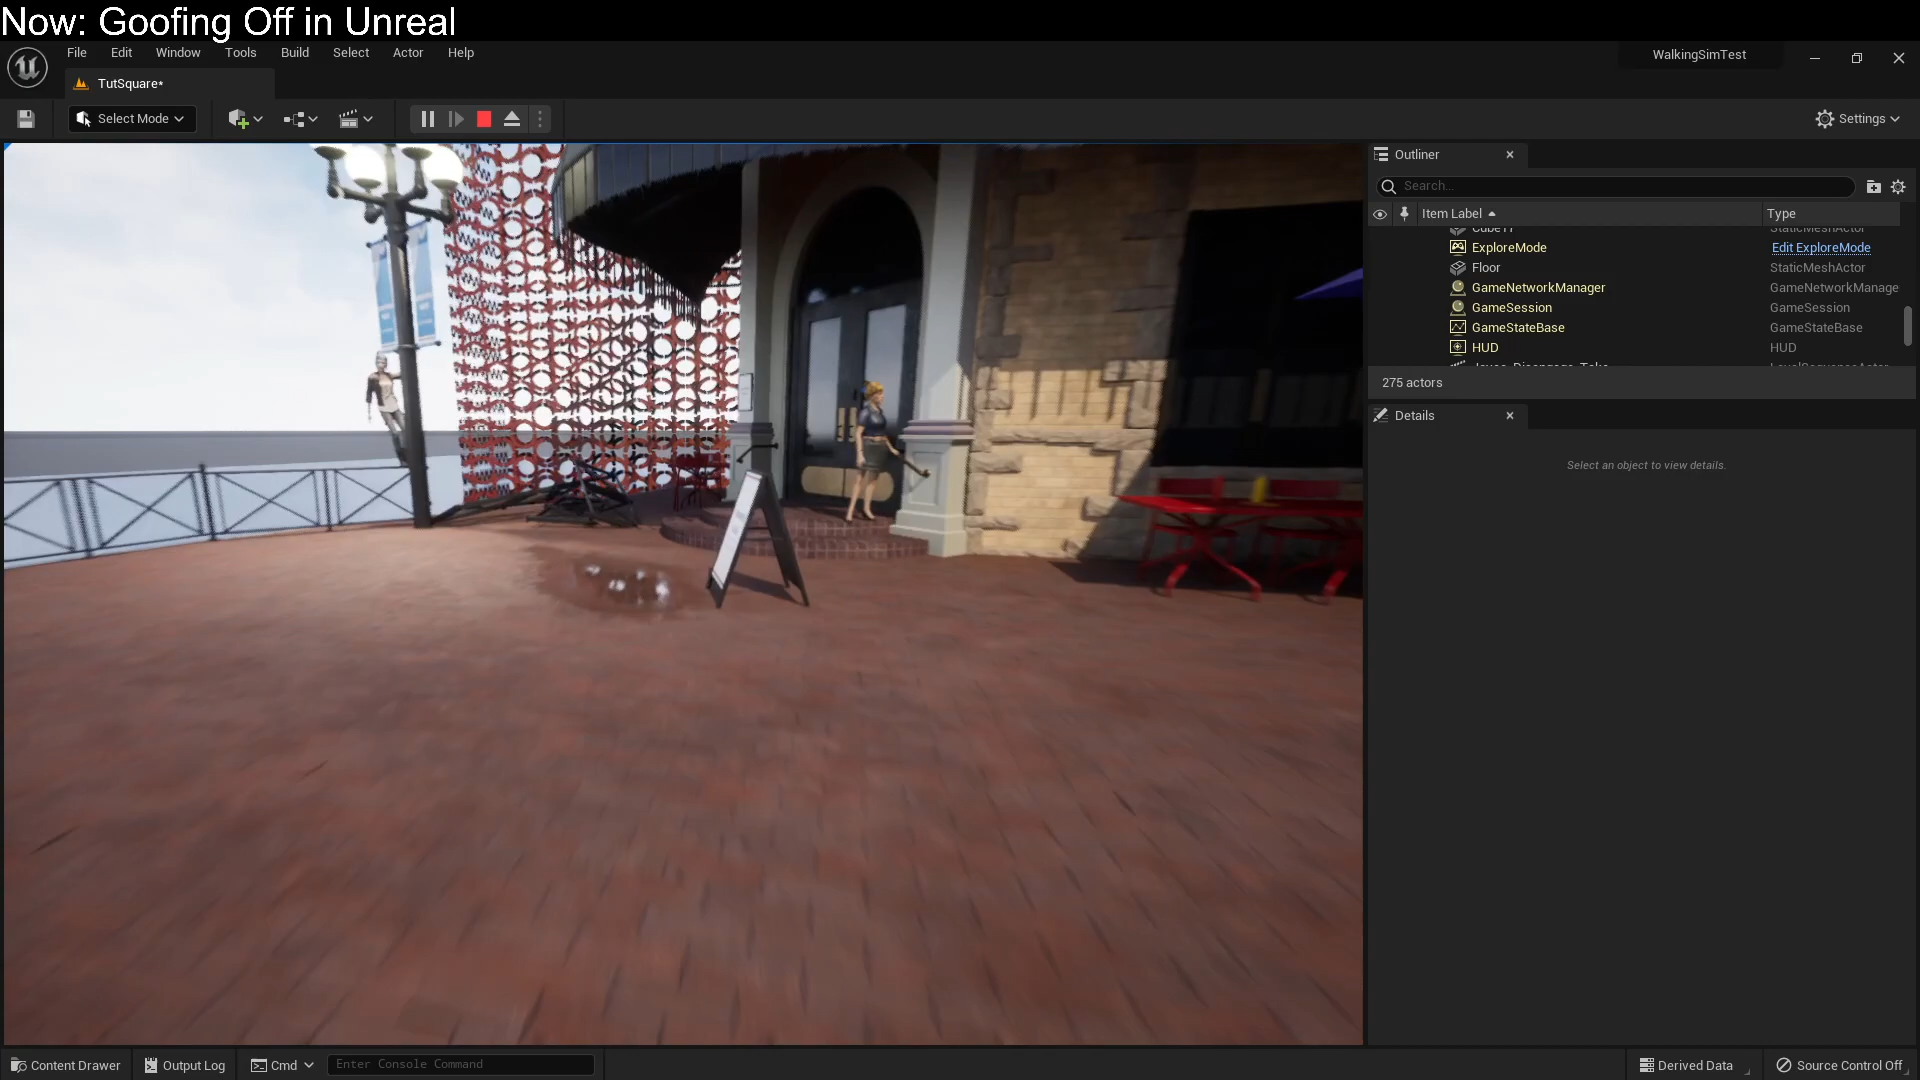 Now: Goofing Off in Unreal
File Edit Window Tools Build Select Actor Help
WalkingSimTest
TutSquare*
Select Mode
Settings
Outliner
Search...
Item Label Type
ExploreMode Edit ExploreMode
Floor StaticMeshActor
GameNetworkManager GameNetworkManage
GameSession GameSession
GameStateBase GameStateBase
HUD HUD
275 actors
Details
Select an object to view details.
Content Drawer Output Log Cmd Enter Console Command Derived Data Source Control Off